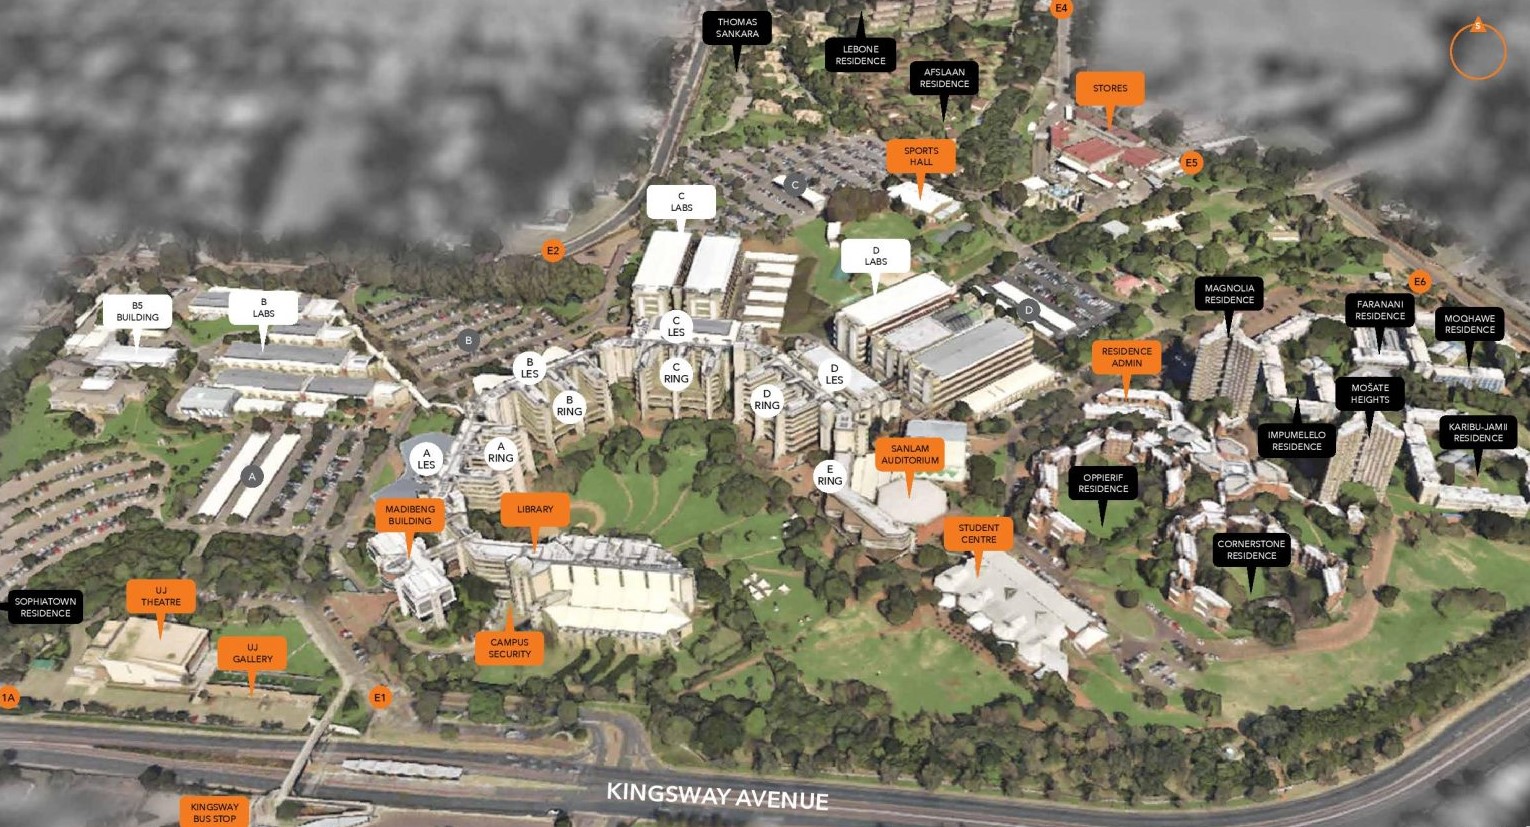 THOMAS
SANKARA
LEBONE
RESIDENCE
AFSLAAN
RESIDENCE
E4
S
STORES
SPORTS
HALL
E5
C
C
LABS
E2
D
LABS
B5
BUILDING
B
LABS
B
C
LES
C
RING
B
LES
B
RING
D
LES
D
RING
D
MAGNOLIA
RESIDENCE
E6
FARANANI
RESIDENCE
MOQHAWE
RESIDENCE
RESIDENCE
ADMIN
MOŠATE
HEIGHTS
IMPUMELELO
RESIDENCE
KARIBU-JAMII
RESIDENCE
A
A
LES
A
RING
E
RING
SANLAM
AUDITORIUM
OPPIERIF
RESIDENCE
MADIBENG
BUILDING
LIBRARY
STUDENT
CENTRE
CORNERSTONE
RESIDENCE
SOPHIATOWN
RESIDENCE
UJ
THEATRE
UJ
GALLERY
CAMPUS
SECURITY
1A
E1
KINGSWAY AVENUE
KINGSWAY
BUS STOP